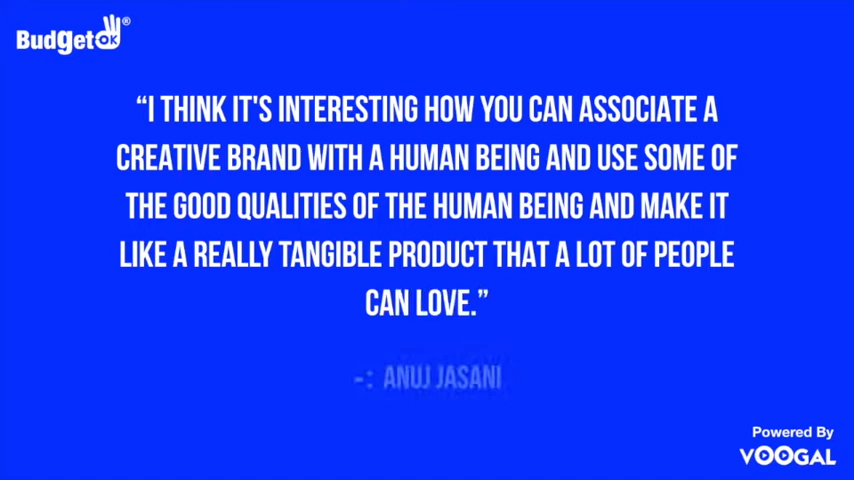 BudgetOK®
“I THINK IT'S INTERESTING HOW YOU CAN ASSOCIATE A
CREATIVE BRAND WITH A HUMAN BEING AND USE SOME OF
THE GOOD QUALITIES OF THE HUMAN BEING AND MAKE IT
LIKE A REALLY TANGIBLE PRODUCT THAT A LOT OF PEOPLE
CAN LOVE.”
-: ANUJ JASANI
Powered By
VOOGAL